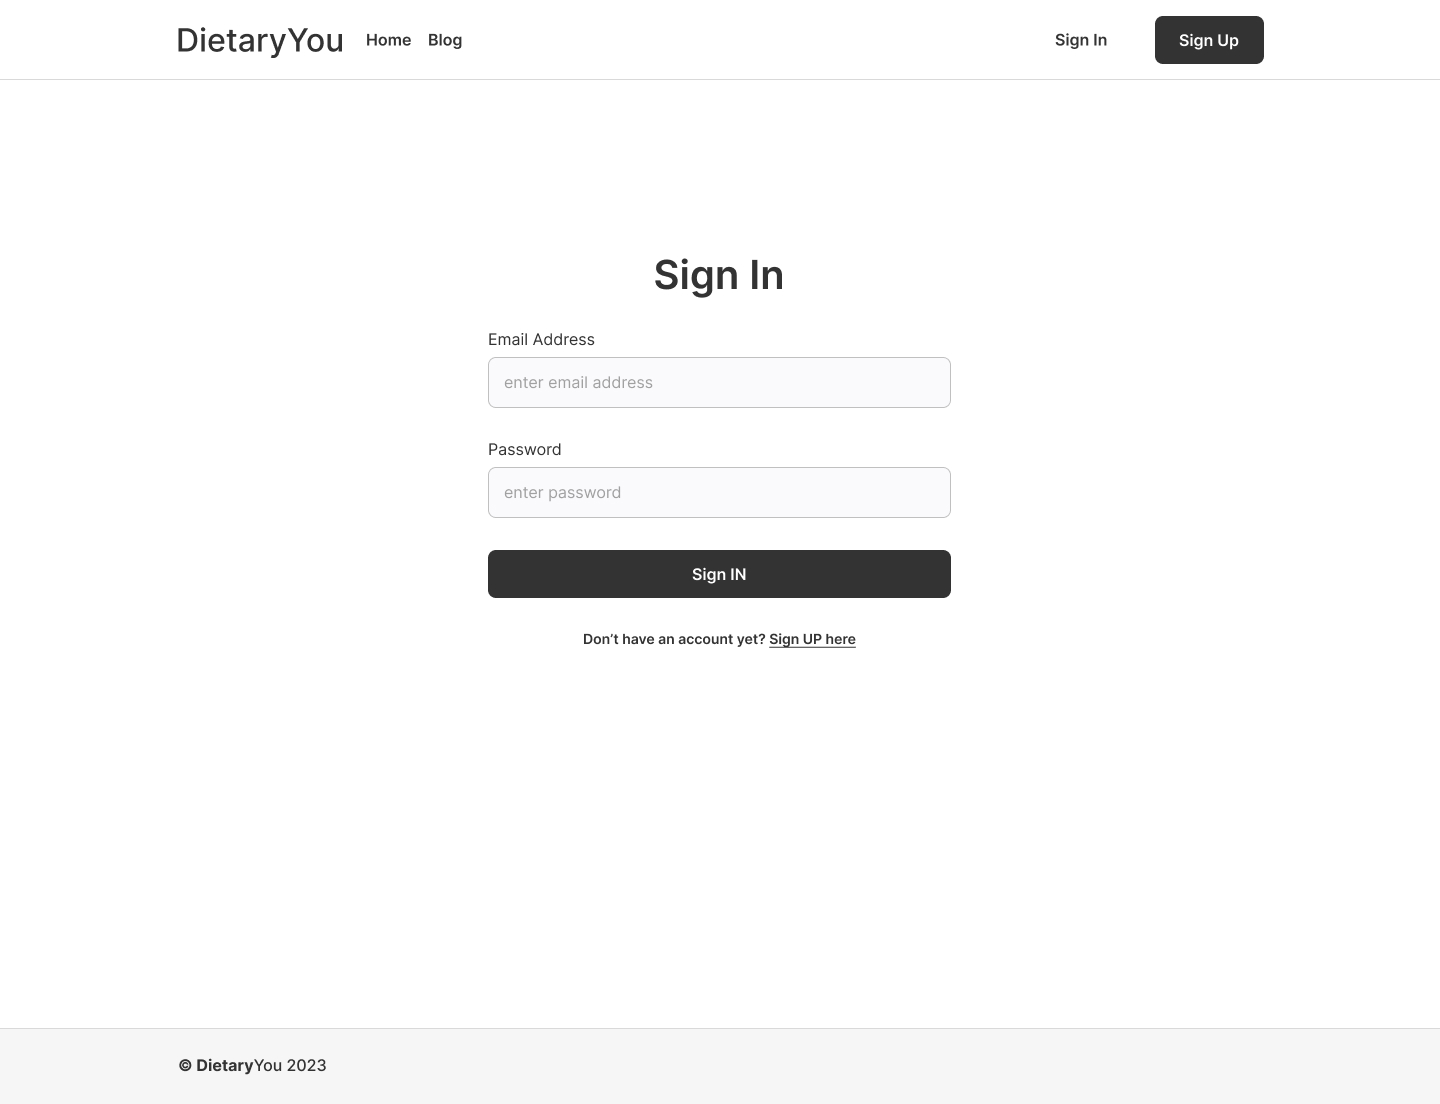 DietaryYou Home Blog Sign In Sign Up
Sign In
Email Address
enter email address
Password
enter password
Sign IN
Don’t have an account yet? Sign UP here
© DietaryYou 2023